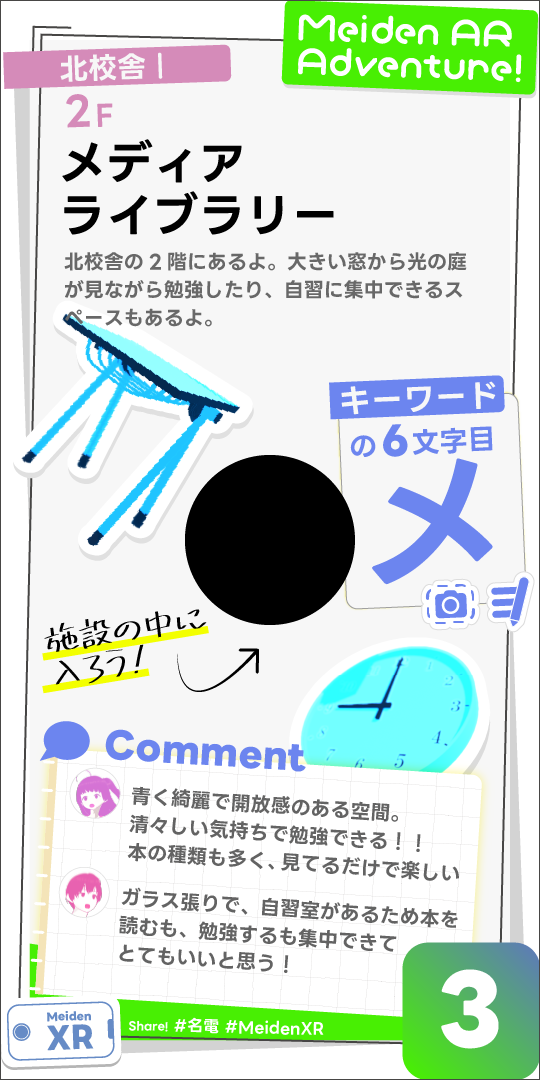 Meiden AR
Adventure!
北校舎 |
2F
メディア
ライブラリー
北校舎の 2 階にあるよ。大きい窓から光の庭
が見ながら勉強したり、自習に集中できるス
ペースもあるよ。
キーワード
の 6 文字目
メ
施設の中に
入ろう!
3
4
5
6
7
Comment
青く綺麗で開放感のある空間。
清々しい気持ちで勉強できる！！
本の種類も多く、見てるだけで楽しい
ガラス張りで、自習室があるため本を
読むも、勉強するも集中できて
とてもいいと思う！
Meiden
XR
Share! #名電 #MeidenXR
3